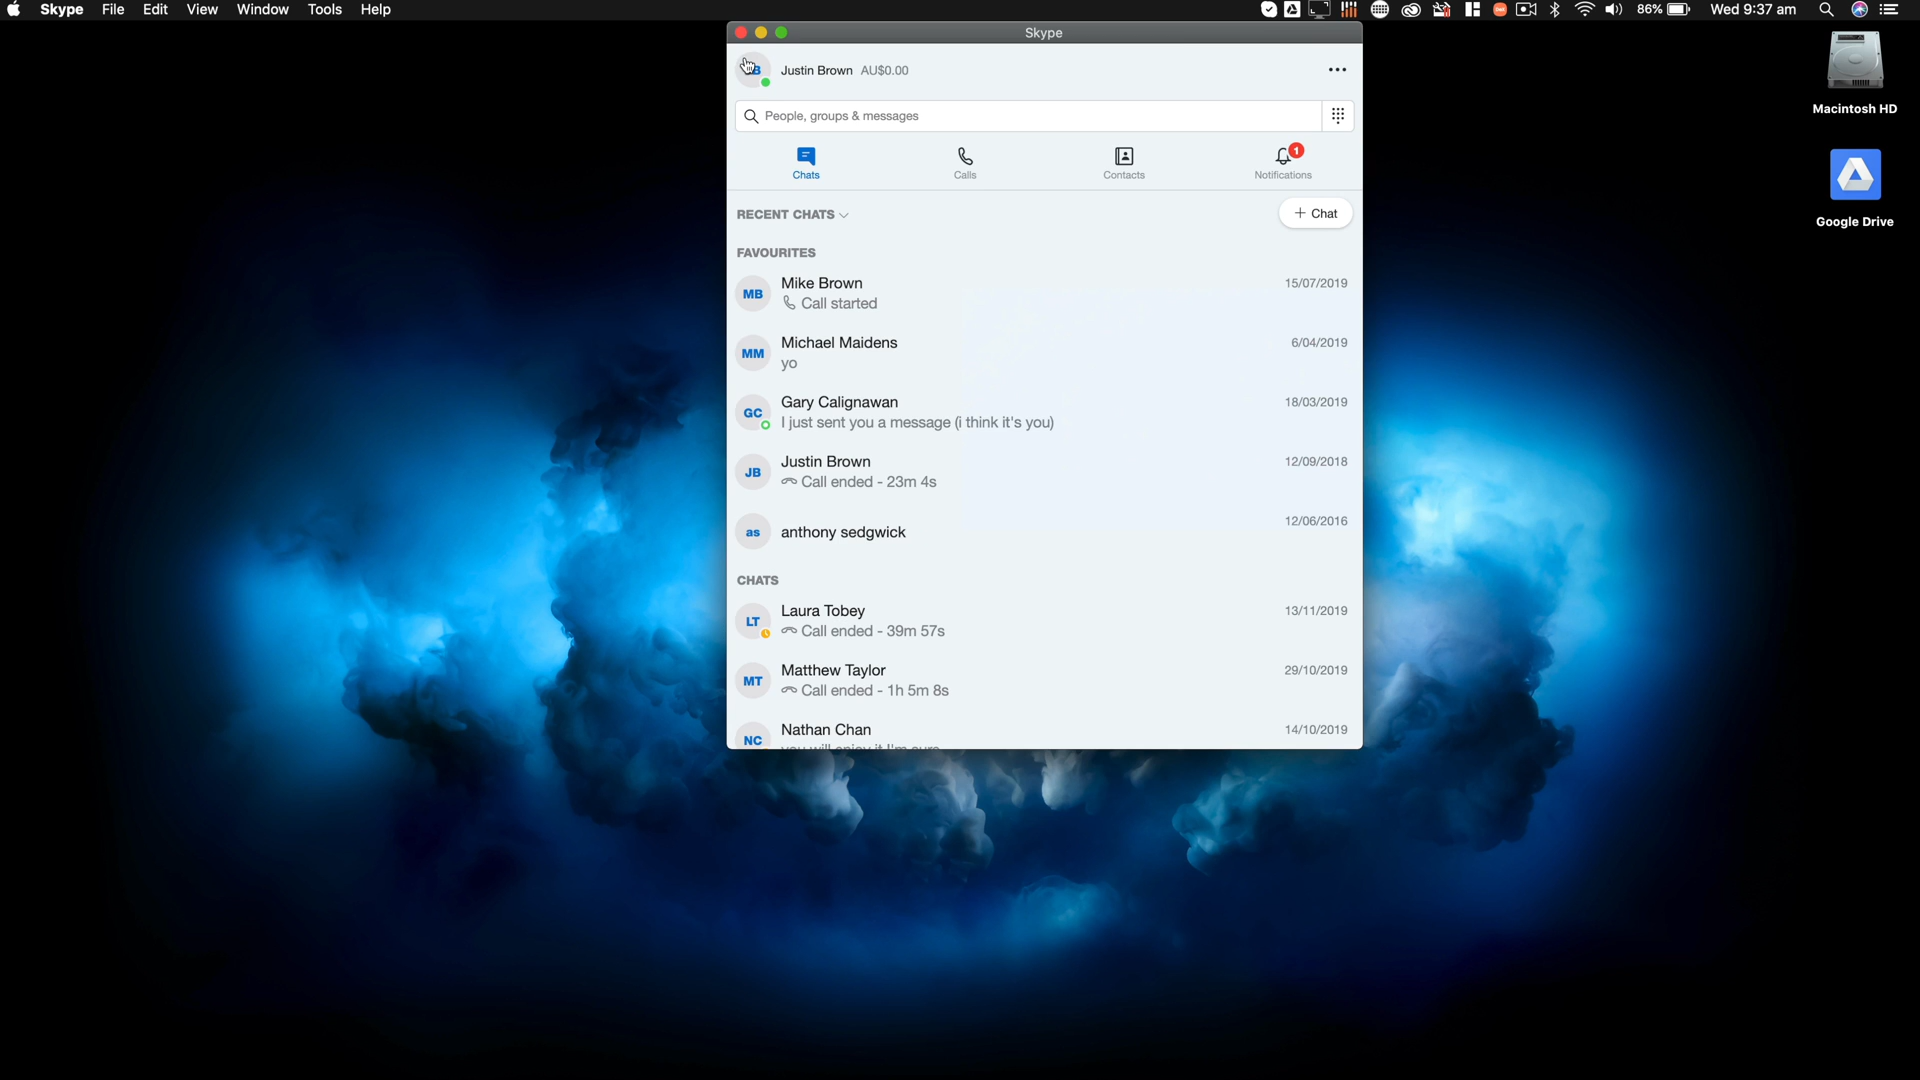 Skype File Edit View Window Tools Help 86% Wed 9:37 am
Skype
Justin Brown AU$0.00
People, groups & messages
1
Chats Calls Contacts Notifications
RECENT CHATS + Chat
FAVOURITES
MB Mike Brown 15/07/2019
Call started
MM Michael Maidens 6/04/2019
yo
GC Gary Calignawan 18/03/2019
I just sent you a message (i think it's you)
JB Justin Brown 12/09/2018
Call ended - 23m 4s
as anthony sedgwick 12/06/2016
CHATS
LT Laura Tobey 13/11/2019
Call ended - 39m 57s
MT Matthew Taylor 29/10/2019
Call ended - 1h 5m 8s
NC Nathan Chan 14/10/2019
you will enjoy it I'm sure
Macintosh HD
Google Drive